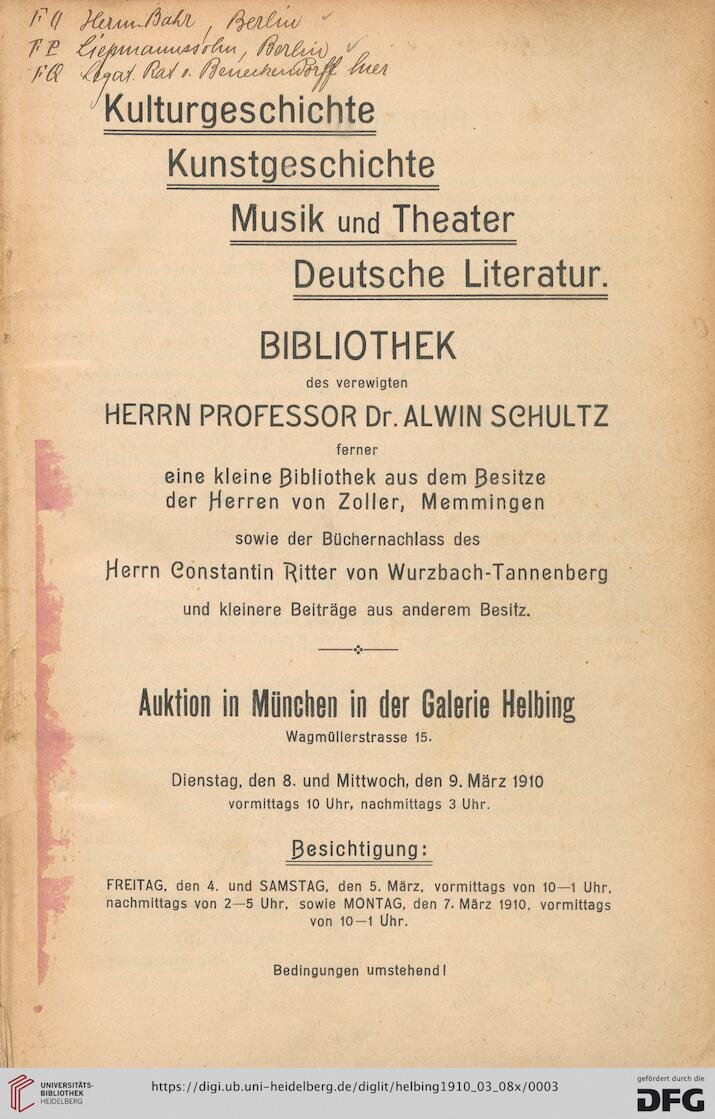 Herrn Bahr, Berlin
Liepmannssohn, Berlin
Legat. Rat v. Beneckendorff hier
Kulturgeschichte
Kunstgeschichte
Musik und Theater
Deutsche Literatur.
BIBLIOTHEK
des verewigten
HERRN PROFESSOR Dr. ALWIN SCHULTZ
ferner
eine kleine Bibliothek aus dem Besitze
der Herren von Zoller, Memmingen
sowie der Büchernachlass des
Herrn Constantin Ritter von Wurzbach-Tannenberg
und kleinere Beiträge aus anderem Besitz.
Auktion in München in der Galerie Helbing
Wagmüllerstrasse 15.
Dienstag, den 8. und Mittwoch, den 9. März 1910
vormittags 10 Uhr, nachmittags 3 Uhr.
Besichtigung:
FREITAG, den 4. und SAMSTAG, den 5. März, vormittags von 10—1 Uhr,
nachmittags von 2—5 Uhr, sowie MONTAG, den 7. März 1910, vormittags
von 10—1 Uhr.
Bedingungen umstehend!
UNIVERSITÄTS-
BIBLIOTHEK
HEIDELBERG
https://digi.ub.uni-heidelberg.de/diglit/helbing1910_03_08x/0003
gefördert durch die
DFG